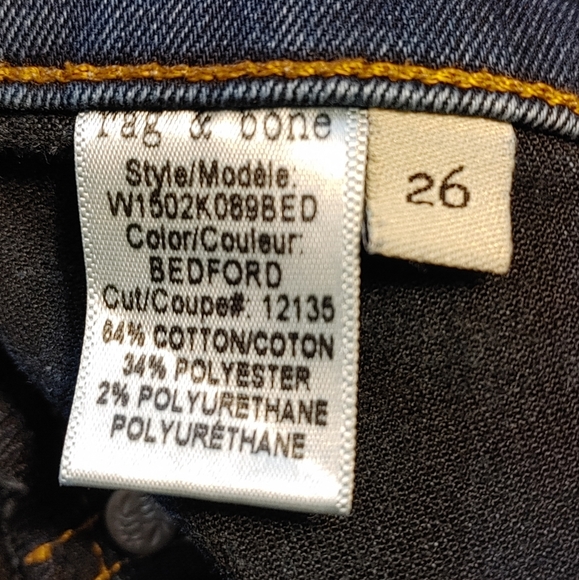 rag & bone
26
Style/Modèle:
W1502K089BED
Color/Couleur:
BEDFORD
Cut/Coupe#: 12135
64% COTTON/COTON
34% POLYESTER
2% POLYURETHANE
POLYURÉTHANE